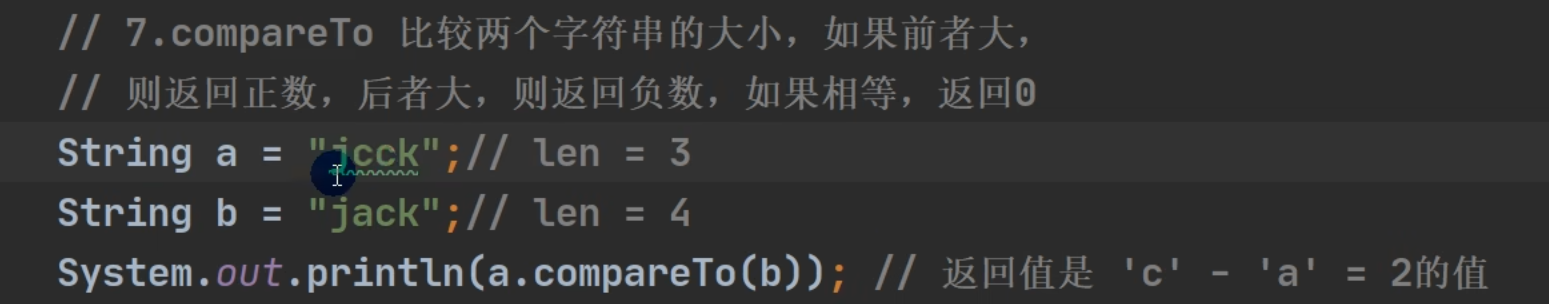 // 7.compareTo 比较两个字符串的大小，如果前者大，
// 则返回正数，后者大，则返回负数，如果相等，返回0
String a = "jcck";// len = 3
String b = "jack";// len = 4
System.out.println(a.compareTo(b)); // 返回值是 'c' - 'a' = 2的值